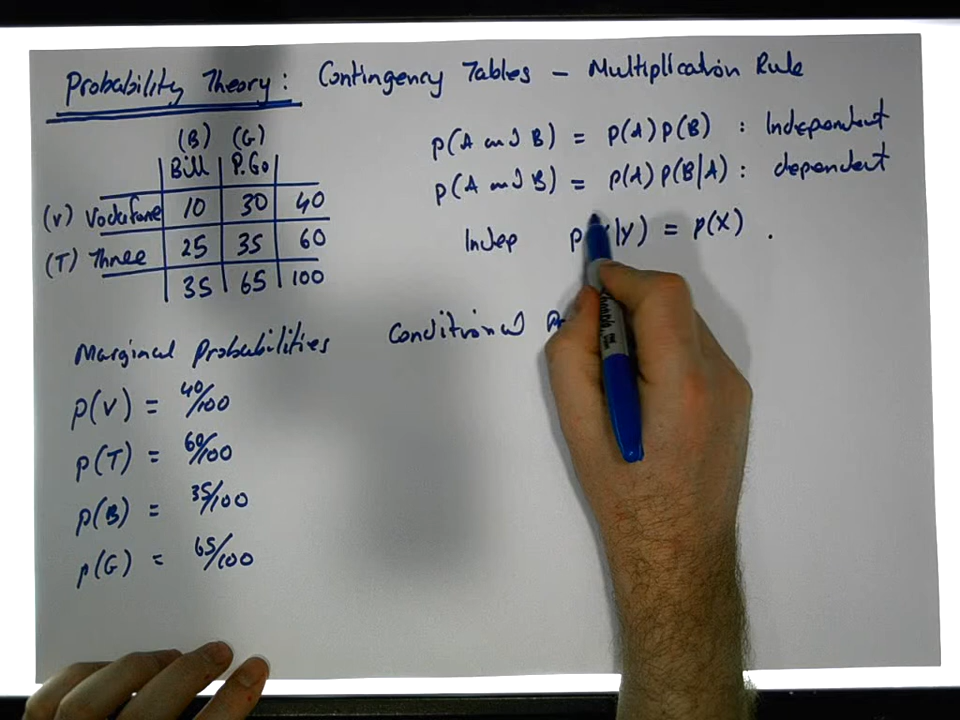 Probability Theory: Contingency Tables - Multiplication Rule
(B) (G)
Bill P.Go
(V) Vodafone 10 30 40
(T) Three 25 35 60
35 65 100
p(A and B) = p(A)p(B) : Independent
p(A and B) = p(A)p(B|A) : dependent
Indep p |Y) = p(X) .
Marginal Probabilities
p(V) = 40/100
p(T) = 60/100
p(B) = 35/100
p(G) = 65/100
Conditional